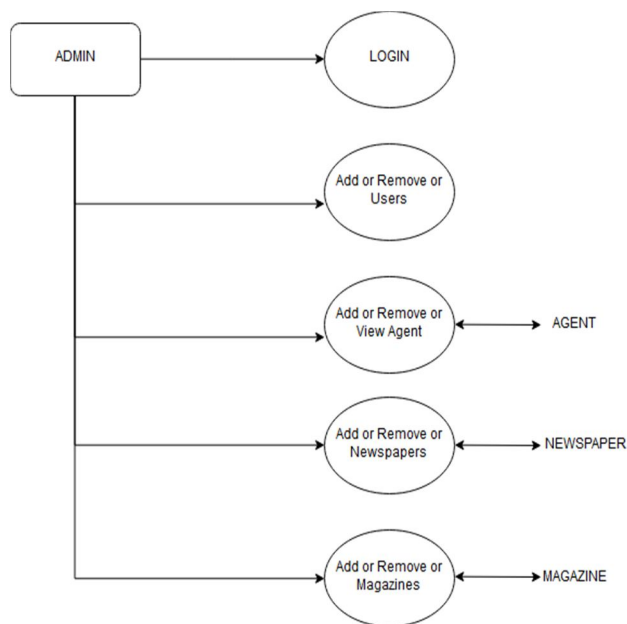 ADMIN
LOGIN
Add or Remove or
Users
Add or Remove or
View Agent
AGENT
Add or Remove or
Newspapers
NEWSPAPER
Add or Remove or
Magazines
MAGAZINE